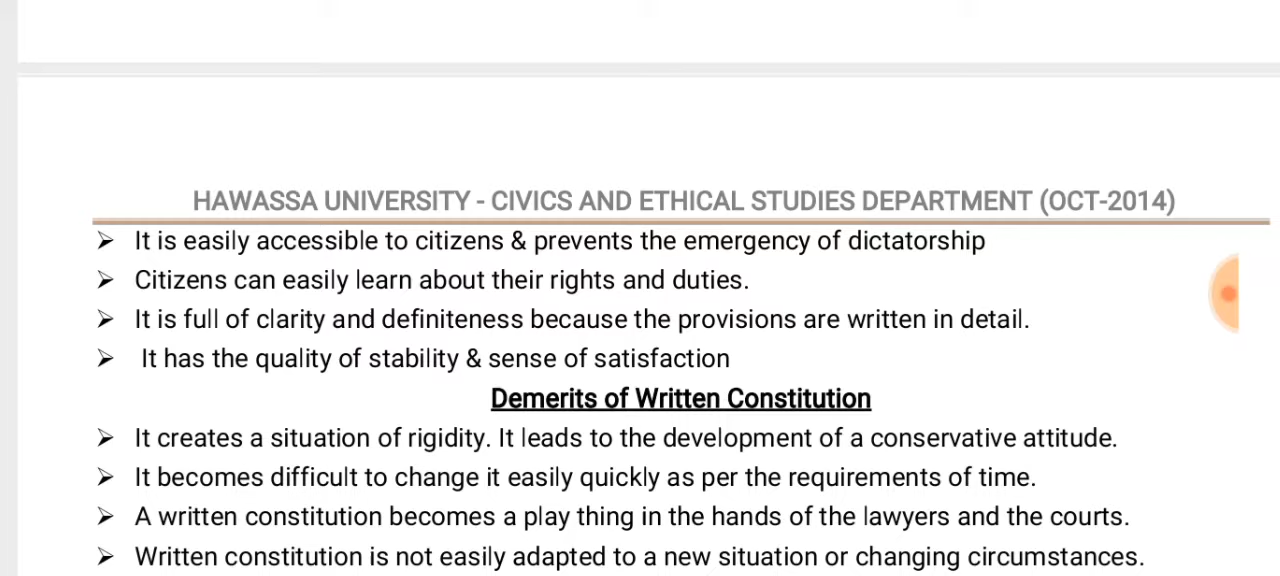 HAWASSA UNIVERSITY - CIVICS AND ETHICAL STUDIES DEPARTMENT (OCT-2014)
➢ It is easily accessible to citizens & prevents the emergency of dictatorship
➢ Citizens can easily learn about their rights and duties.
➢ It is full of clarity and definiteness because the provisions are written in detail.
➢ It has the quality of stability & sense of satisfaction
Demerits of Written Constitution
➢ It creates a situation of rigidity. It leads to the development of a conservative attitude.
➢ It becomes difficult to change it easily quickly as per the requirements of time.
➢ A written constitution becomes a play thing in the hands of the lawyers and the courts.
➢ Written constitution is not easily adapted to a new situation or changing circumstances.